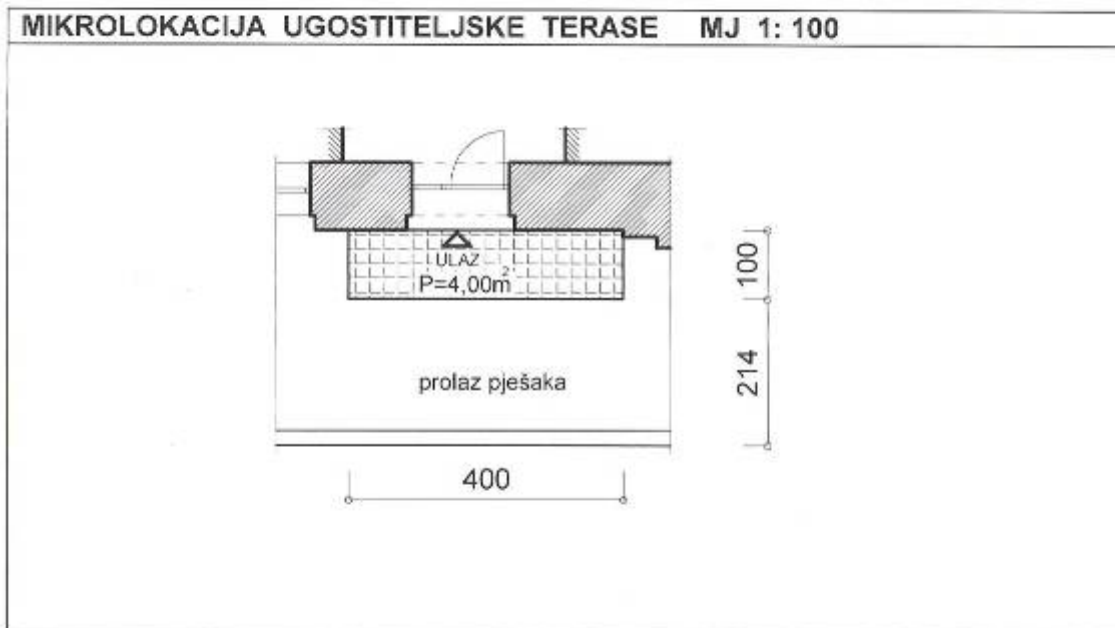 MIKROLOKACIJA UGOSTITELJSKE TERASE MJ 1: 100
ULAZ
P=4,00m²
100
prolaz pješaka
214
400